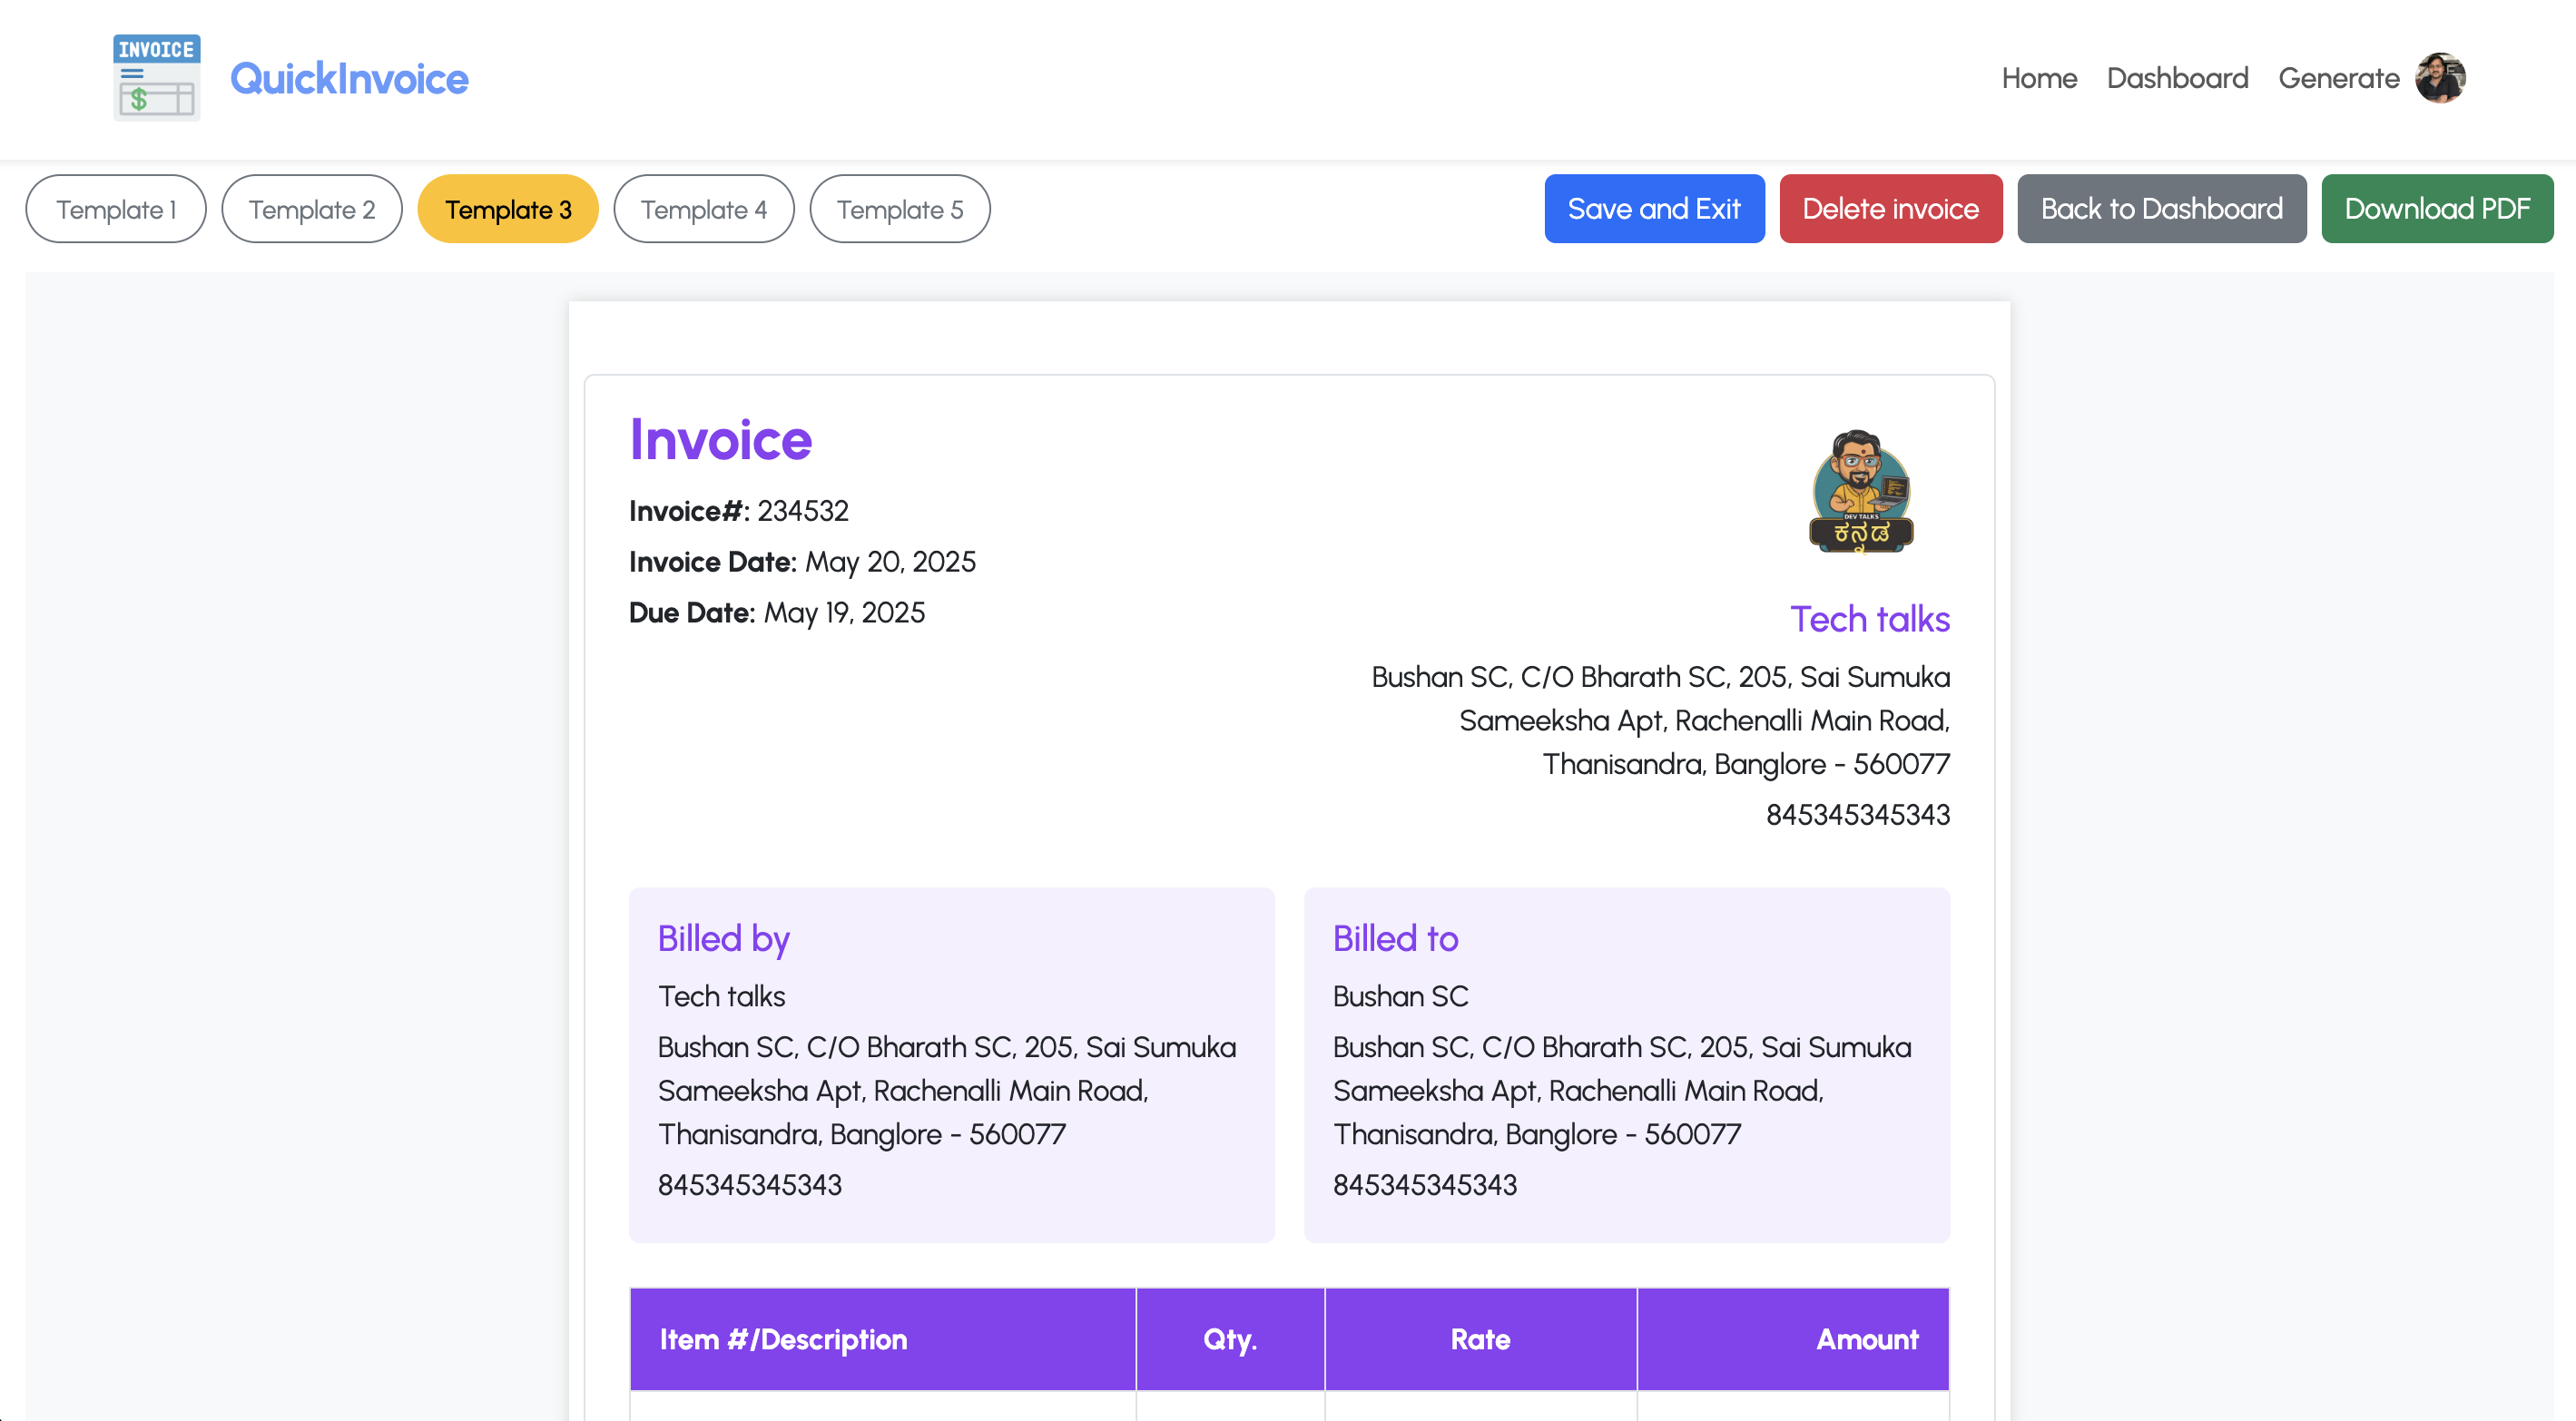 INVOICE
$
QuickInvoice
Home Dashboard Generate
Template 1 Template 2 Template 3 Template 4 Template 5
Save and Exit Delete invoice Back to Dashboard Download PDF
Invoice
Invoice#: 234532
Invoice Date: May 20, 2025
Due Date: May 19, 2025
DEV TALKS
ಕನ್ನಡ
Tech talks
Bushan SC, C/O Bharath SC, 205, Sai Sumuka
Sameeksha Apt, Rachenalli Main Road,
Thanisandra, Banglore - 560077
845345345343
Billed by
Tech talks
Bushan SC, C/O Bharath SC, 205, Sai Sumuka
Sameeksha Apt, Rachenalli Main Road,
Thanisandra, Banglore - 560077
845345345343
Billed to
Bushan SC
Bushan SC, C/O Bharath SC, 205, Sai Sumuka
Sameeksha Apt, Rachenalli Main Road,
Thanisandra, Banglore - 560077
845345345343
Item #/Description Qty. Rate Amount